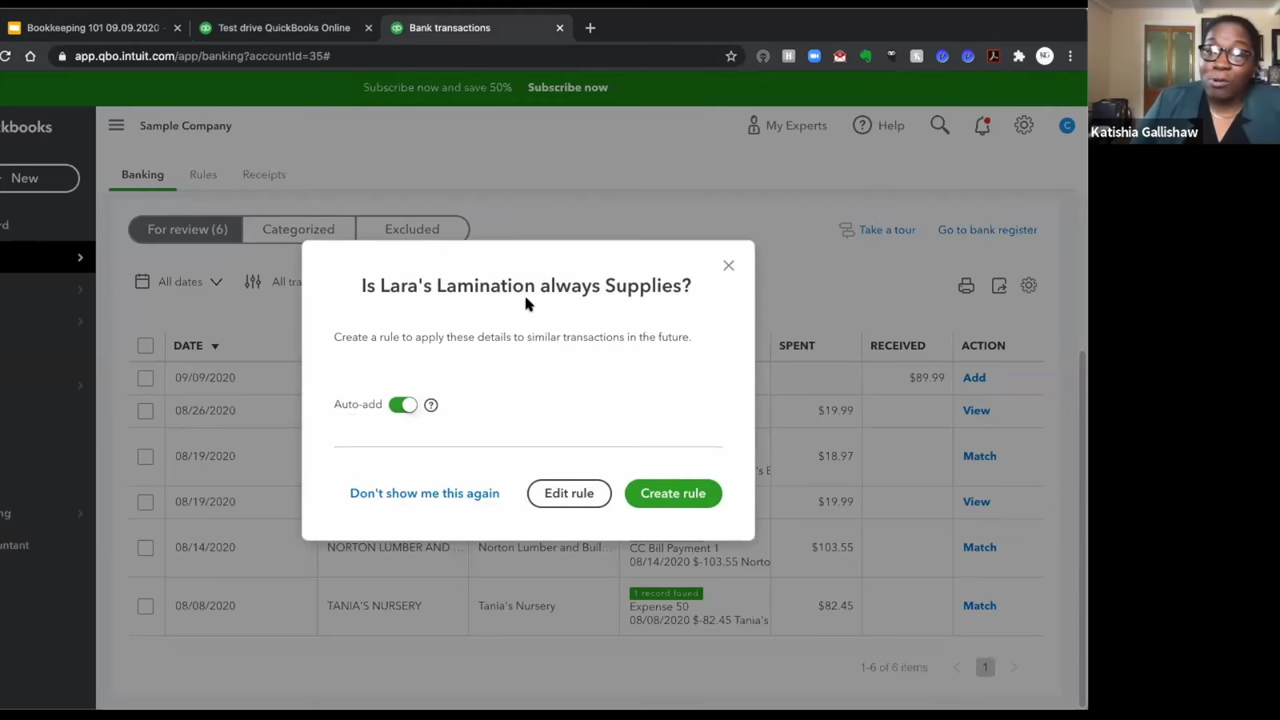 Bookkeeping 101 09.09.2020
Test drive QuickBooks Online
Bank transactions
app.qbo.intuit.com/app/banking?accountId=35#
Subscribe now and save 50% Subscribe now
ckbooks
Sample Company
My Experts
Help
C
Katishia Gallishaw
New
Banking
Rules
Receipts
rd
For review (6)
Categorized
Excluded
Take a tour
Go to bank register
All dates
All tra
Is Lara's Lamination always Supplies?
Create a rule to apply these details to similar transactions in the future.
Auto-add
Don't show me this again
Edit rule
Create rule
DATE
SPENT
RECEIVED
ACTION
09/09/2020
$89.99
Add
08/26/2020
$19.99
View
08/19/2020
$18.97
Match
's E
08/19/2020
$19.99
View
ng
ountant
08/14/2020
NORTON LUMBER AND ...
Norton Lumber and Buil...
CC Bill Payment 1
08/14/2020 $-103.55 Norto
$103.55
Match
08/08/2020
TANIA'S NURSERY
Tania's Nursery
1 record found
Expense 50
08/08/2020 $-82.45 Tania's
$82.45
Match
1-6 of 6 items
1